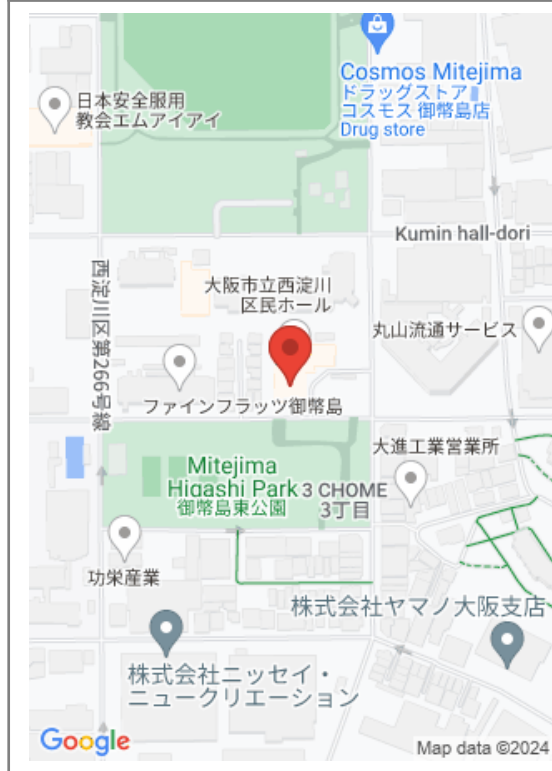 Cosmos Mitejima
ドラッグストア
コスモス 御幣島店
Drug store
日本安全服用
教会エムアイアイ
Kumin hall-dori
西淀川区第266号線
大阪市立西淀川
区民ホール
丸山流通サービス
ファインフラッツ御幣島
大進工業営業所
Mitejima
Higashi Park
御幣島東公園
3 CHOME
3丁目
功栄産業
株式会社ヤマノ大阪支店
株式会社ニッセイ・
ニュークリエーション
Google
Map data ©2024